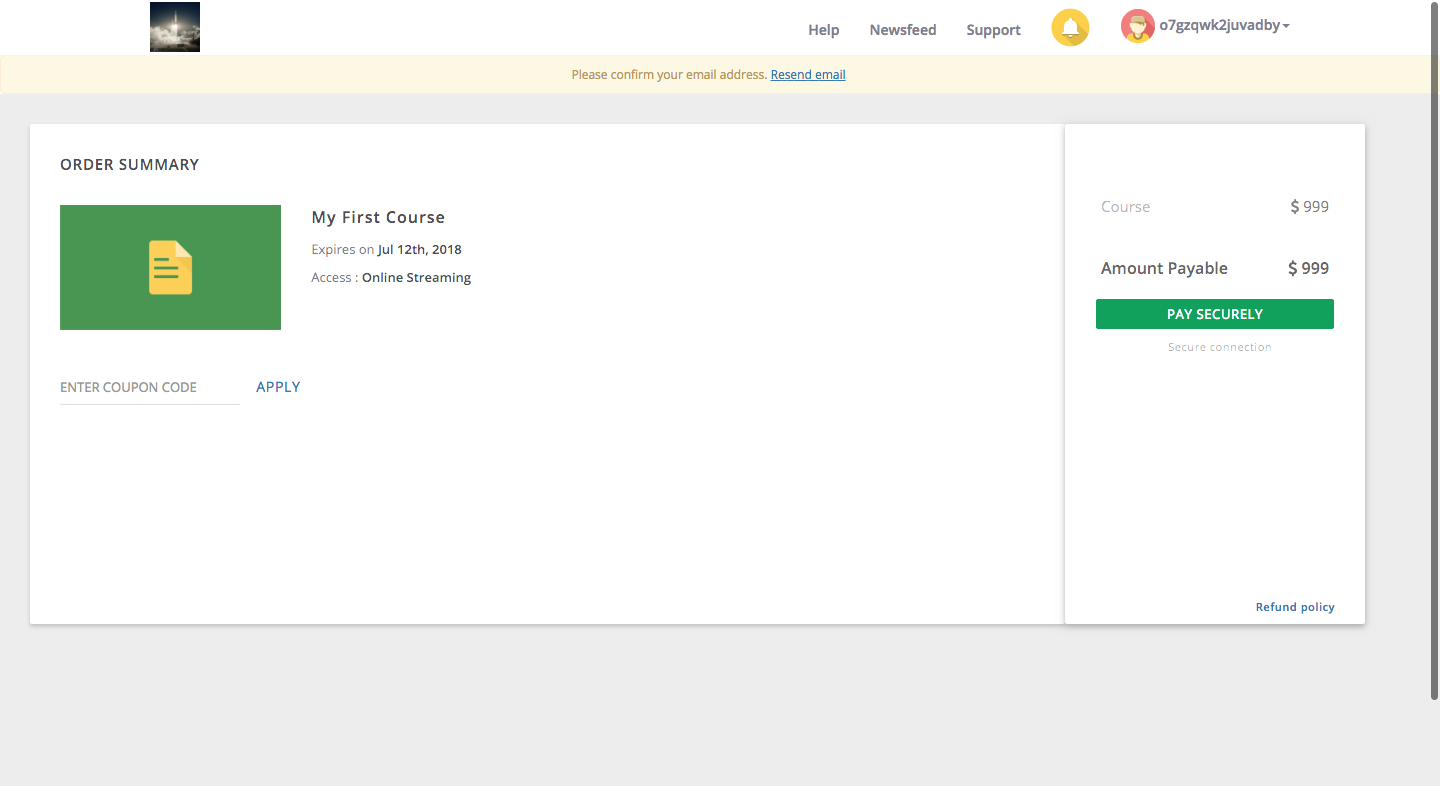 Help Newsfeed Support o7gzqwk2juvadby
Please confirm your email address. Resend email
ORDER SUMMARY
My First Course
Expires on Jul 12th, 2018
Access : Online Streaming
ENTER COUPON CODE APPLY
Course $ 999
Amount Payable $ 999
PAY SECURELY
Secure connection
Refund policy